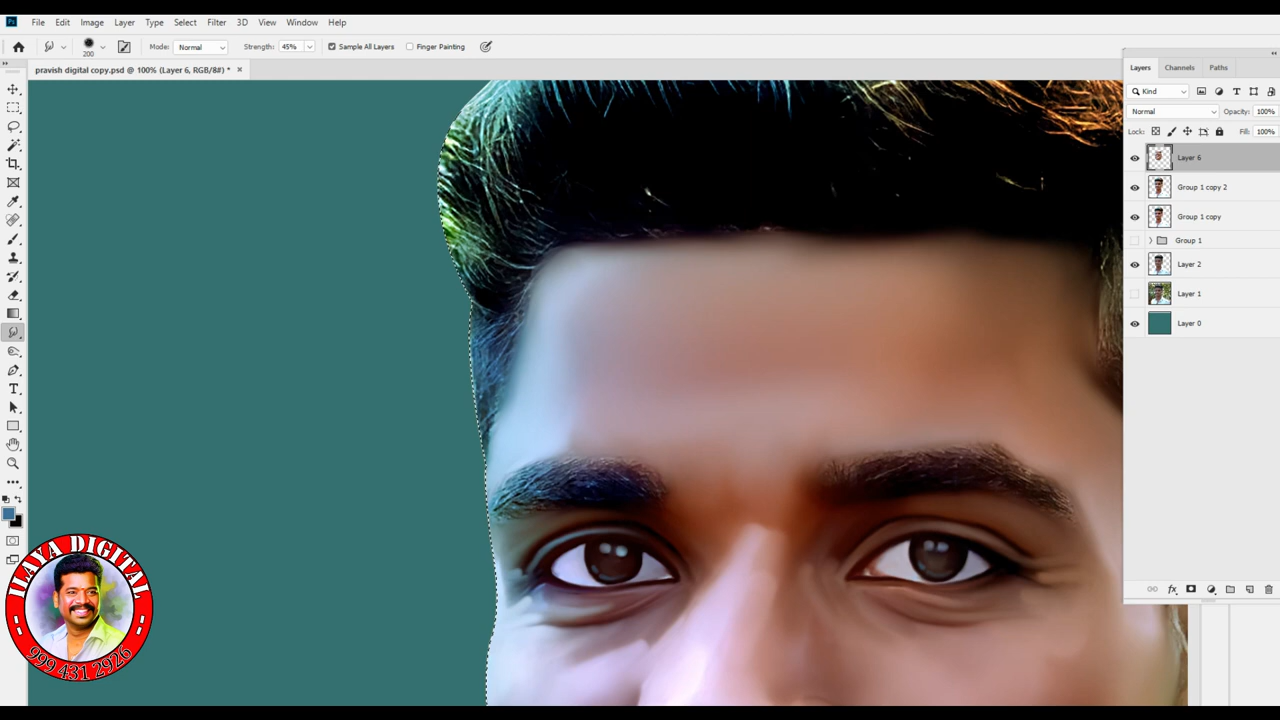 Ps File Edit Image Layer Type Select Filter 3D View Window Help
200 Mode: Normal Strength: 45% Sample All Layers Finger Painting
pravish digital copy.psd @ 100% (Layer 6, RGB/8#) *
Layers Channels Paths
Kind
Normal Opacity: 100%
Lock: Fill: 100%
Layer 6
Group 1 copy 2
Group 1 copy
Group 1
Layer 2
Layer 1
Layer 0
fx
ILAYA DIGITAL
999 431 2926